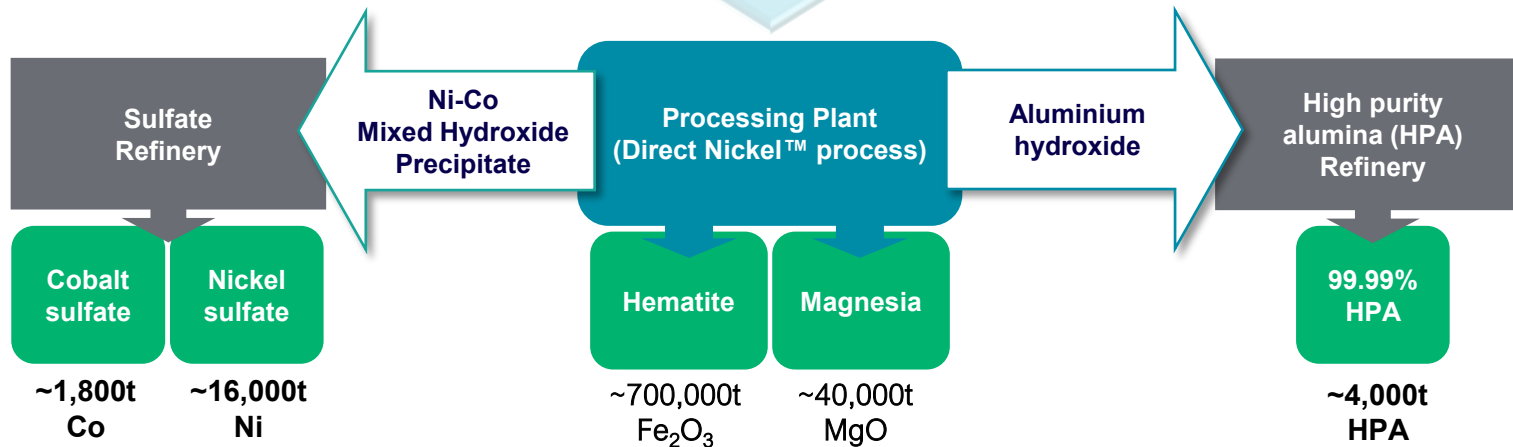 Sulfate
Refinery
Ni-Co
Mixed Hydroxide
Precipitate
Processing Plant
(Direct Nickel™ process)
Aluminium
hydroxide
High purity
alumina (HPA)
Refinery
Cobalt
sulfate
Nickel
sulfate
Hematite
Magnesia
99.99%
HPA
~1,800t
Co
~16,000t
Ni
~700,000t
Fe₂O₃
~40,000t
MgO
~4,000t
HPA